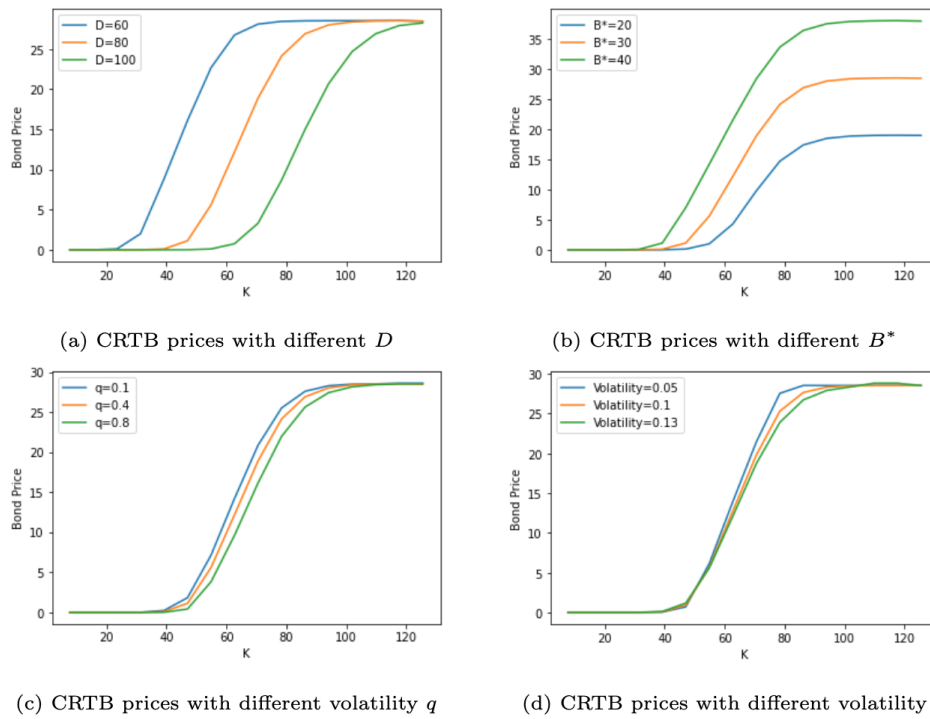 D=60
D=80
D=100
25
20
15
10
5
0
Bond Price
20 40 60 80 100 120
K
(a) CRTB prices with different D
B*=20
B*=30
B*=40
35
30
25
20
15
10
5
0
Bond Price
20 40 60 80 100 120
K
(b) CRTB prices with different B*
q=0.1
q=0.4
q=0.8
30
25
20
15
10
5
0
Bond Price
20 40 60 80 100 120
K
(c) CRTB prices with different volatility q
Volatility=0.05
Volatility=0.1
Volatility=0.13
30
25
20
15
10
5
0
Bond Price
20 40 60 80 100 120
K
(d) CRTB prices with different volatility